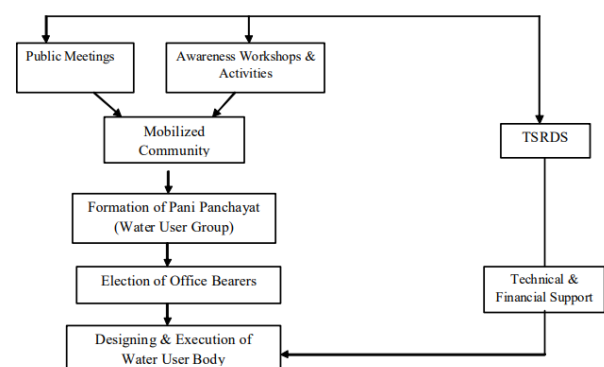 Public Meetings
Awareness Workshops &
Activities
Mobilized
Community
TSRDS
Formation of Pani Panchayat
(Water User Group)
Election of Office Bearers
Technical &
Financial Support
Designing & Execution of
Water User Body